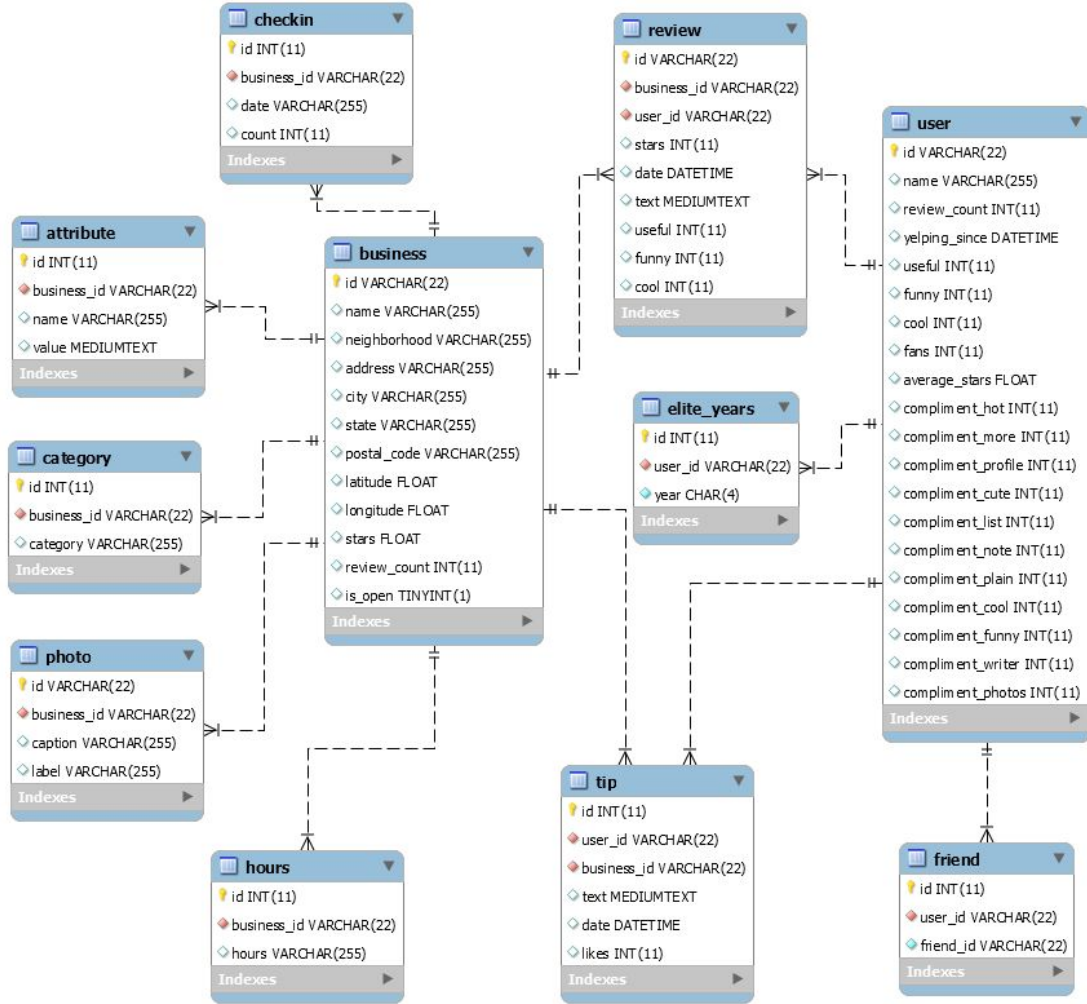 checkin
id INT(11)
business_id VARCHAR(22)
date VARCHAR(255)
count INT(11)
Indexes
review
id VARCHAR(22)
business_id VARCHAR(22)
user_id VARCHAR(22)
stars INT(11)
date DATETIME
text MEDIUMTEXT
useful INT(11)
funny INT(11)
cool INT(11)
Indexes
user
id VARCHAR(22)
name VARCHAR(255)
review_count INT(11)
yelping_since DATETIME
useful INT(11)
funny INT(11)
cool INT(11)
fans INT(11)
average_stars FLOAT
compliment_hot INT(11)
compliment_more INT(11)
compliment_profile INT(11)
compliment_cute INT(11)
compliment_list INT(11)
compliment_note INT(11)
compliment_plain INT(11)
compliment_cool INT(11)
compliment_funny INT(11)
compliment_writer INT(11)
compliment_photos INT(11)
Indexes
attribute
id INT(11)
business_id VARCHAR(22)
name VARCHAR(255)
value MEDIUMTEXT
Indexes
business
id VARCHAR(22)
name VARCHAR(255)
neighborhood VARCHAR(255)
address VARCHAR(255)
city VARCHAR(255)
state VARCHAR(255)
postal_code VARCHAR(255)
latitude FLOAT
longitude FLOAT
stars FLOAT
review_count INT(11)
is_open TINYINT(1)
Indexes
elite_years
id INT(11)
user_id VARCHAR(22)
year CHAR(4)
Indexes
category
id INT(11)
business_id VARCHAR(22)
category VARCHAR(255)
Indexes
photo
id VARCHAR(22)
business_id VARCHAR(22)
caption VARCHAR(255)
label VARCHAR(255)
Indexes
hours
id INT(11)
business_id VARCHAR(22)
hours VARCHAR(255)
Indexes
tip
id INT(11)
user_id VARCHAR(22)
business_id VARCHAR(22)
text MEDIUMTEXT
date DATETIME
likes INT(11)
Indexes
friend
id INT(11)
user_id VARCHAR(22)
friend_id VARCHAR(22)
Indexes